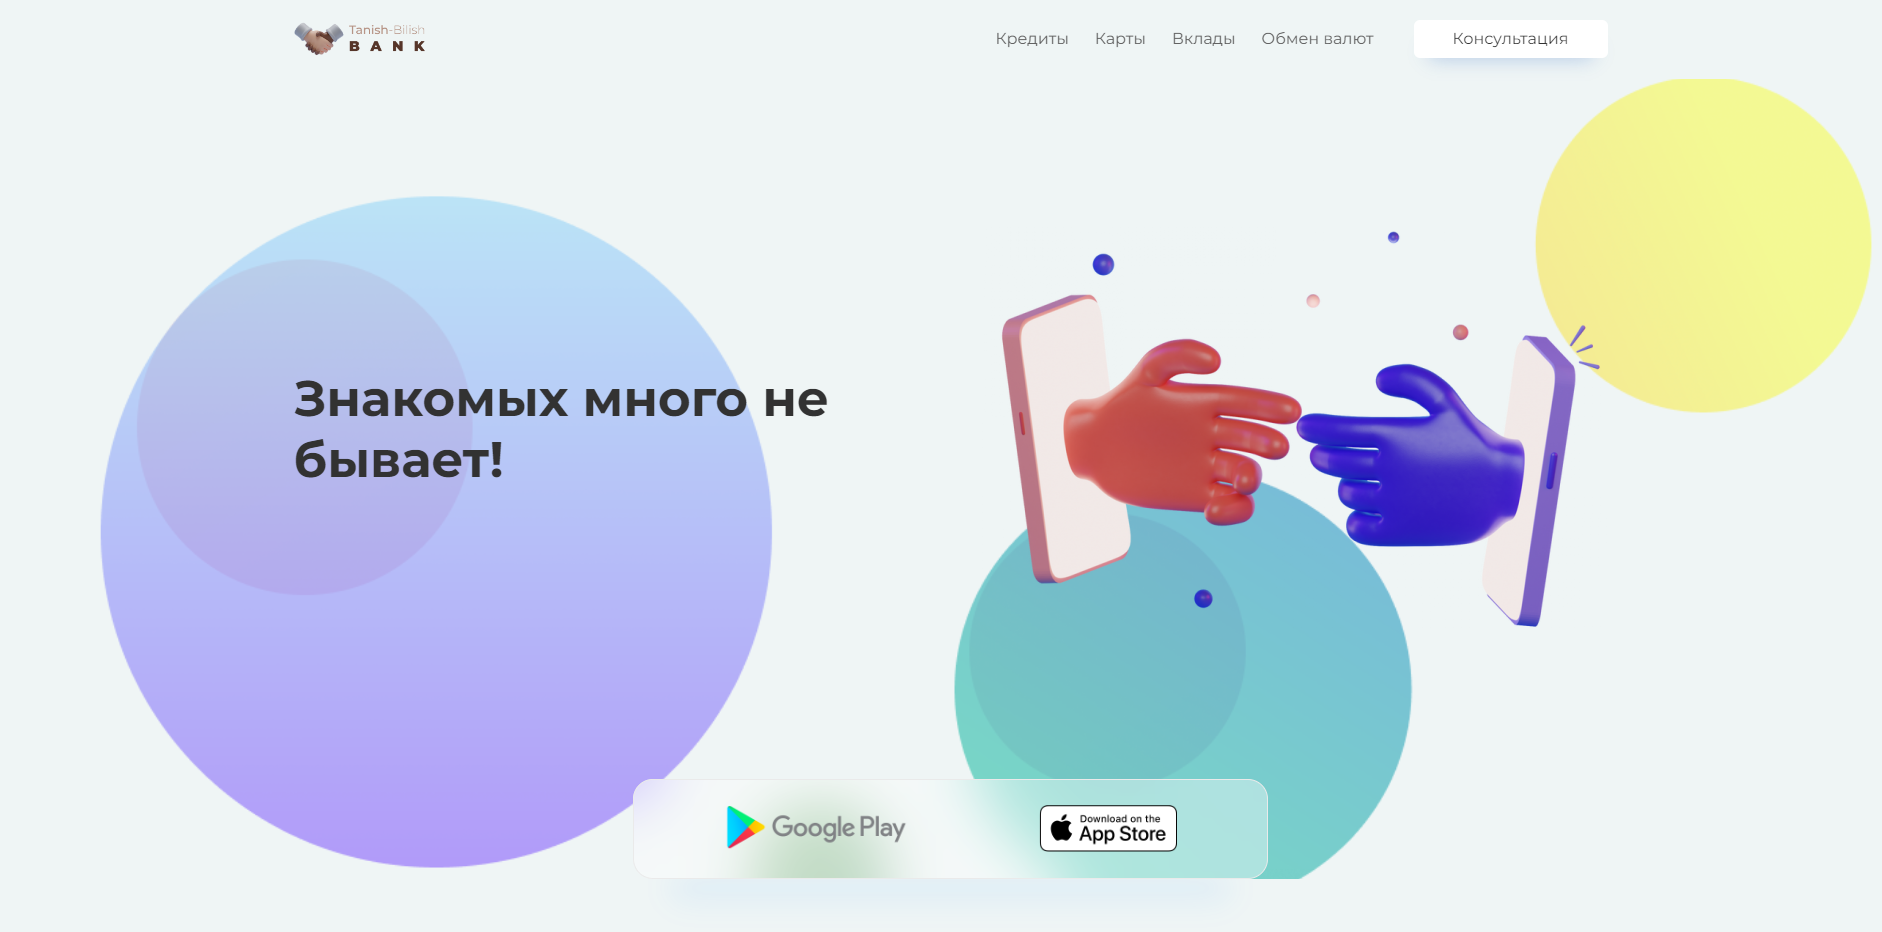 Tanish-Bilish
BANK
Кредиты Карты Вклады Обмен валют Консультация
Знакомых много не
бывает!
Google Play
Download on the
App Store